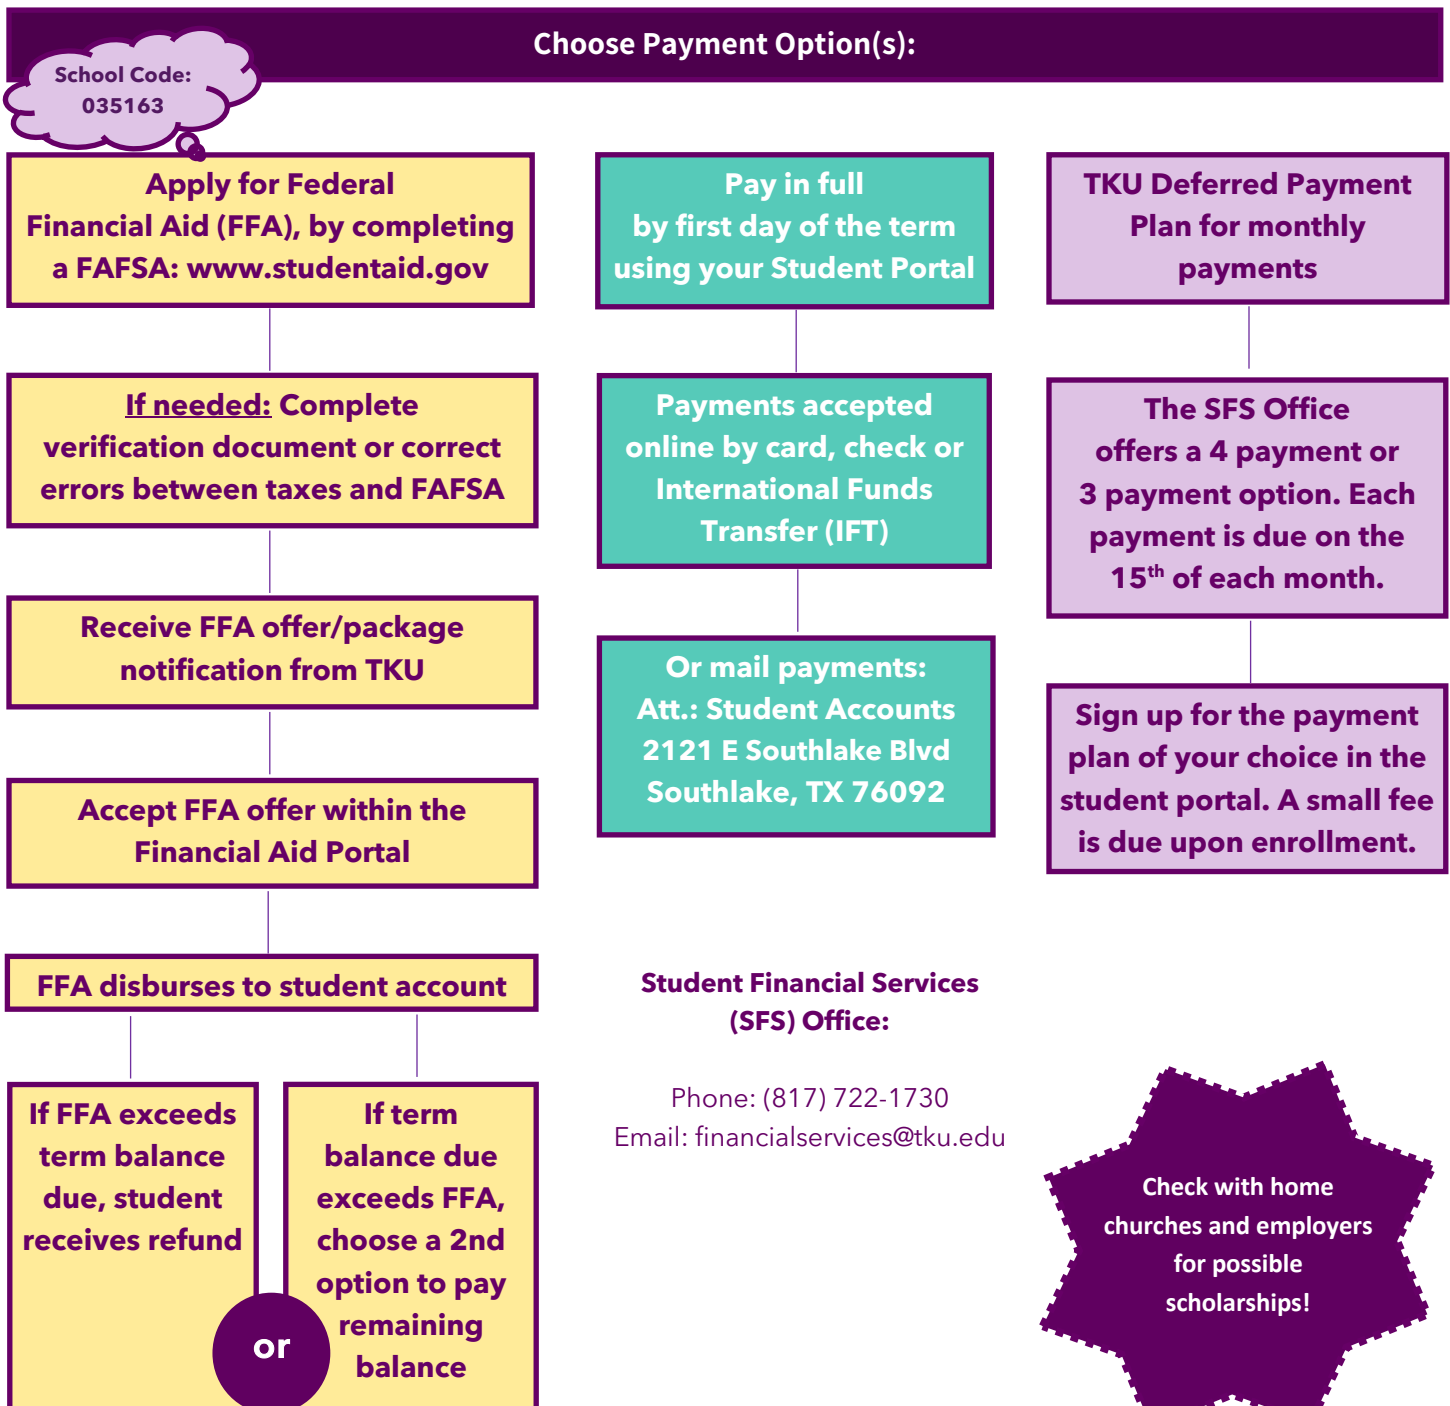 Choose Payment Option(s):
School Code:
035163
Apply for Federal
Financial Aid (FFA), by completing
a FAFSA: www.studentaid.gov
If needed: Complete
verification document or correct
errors between taxes and FAFSA
Receive FFA offer/package
notification from TKU
Accept FFA offer within the
Financial Aid Portal
FFA disburses to student account
If FFA exceeds
term balance
due, student
receives refund
or
If term
balance due
exceeds FFA,
choose a 2nd
option to pay
remaining
balance
Pay in full
by first day of the term
using your Student Portal
Payments accepted
online by card, check or
International Funds
Transfer (IFT)
Or mail payments:
Att.: Student Accounts
2121 E Southlake Blvd
Southlake, TX 76092
TKU Deferred Payment
Plan for monthly
payments
The SFS Office
offers a 4 payment or
3 payment option. Each
payment is due on the
15th of each month.
Sign up for the payment
plan of your choice in the
student portal. A small fee
is due upon enrollment.
Student Financial Services
(SFS) Office:
Phone: (817) 722-1730
Email: financialservices@tku.edu
Check with home
churches and employers
for possible
scholarships!